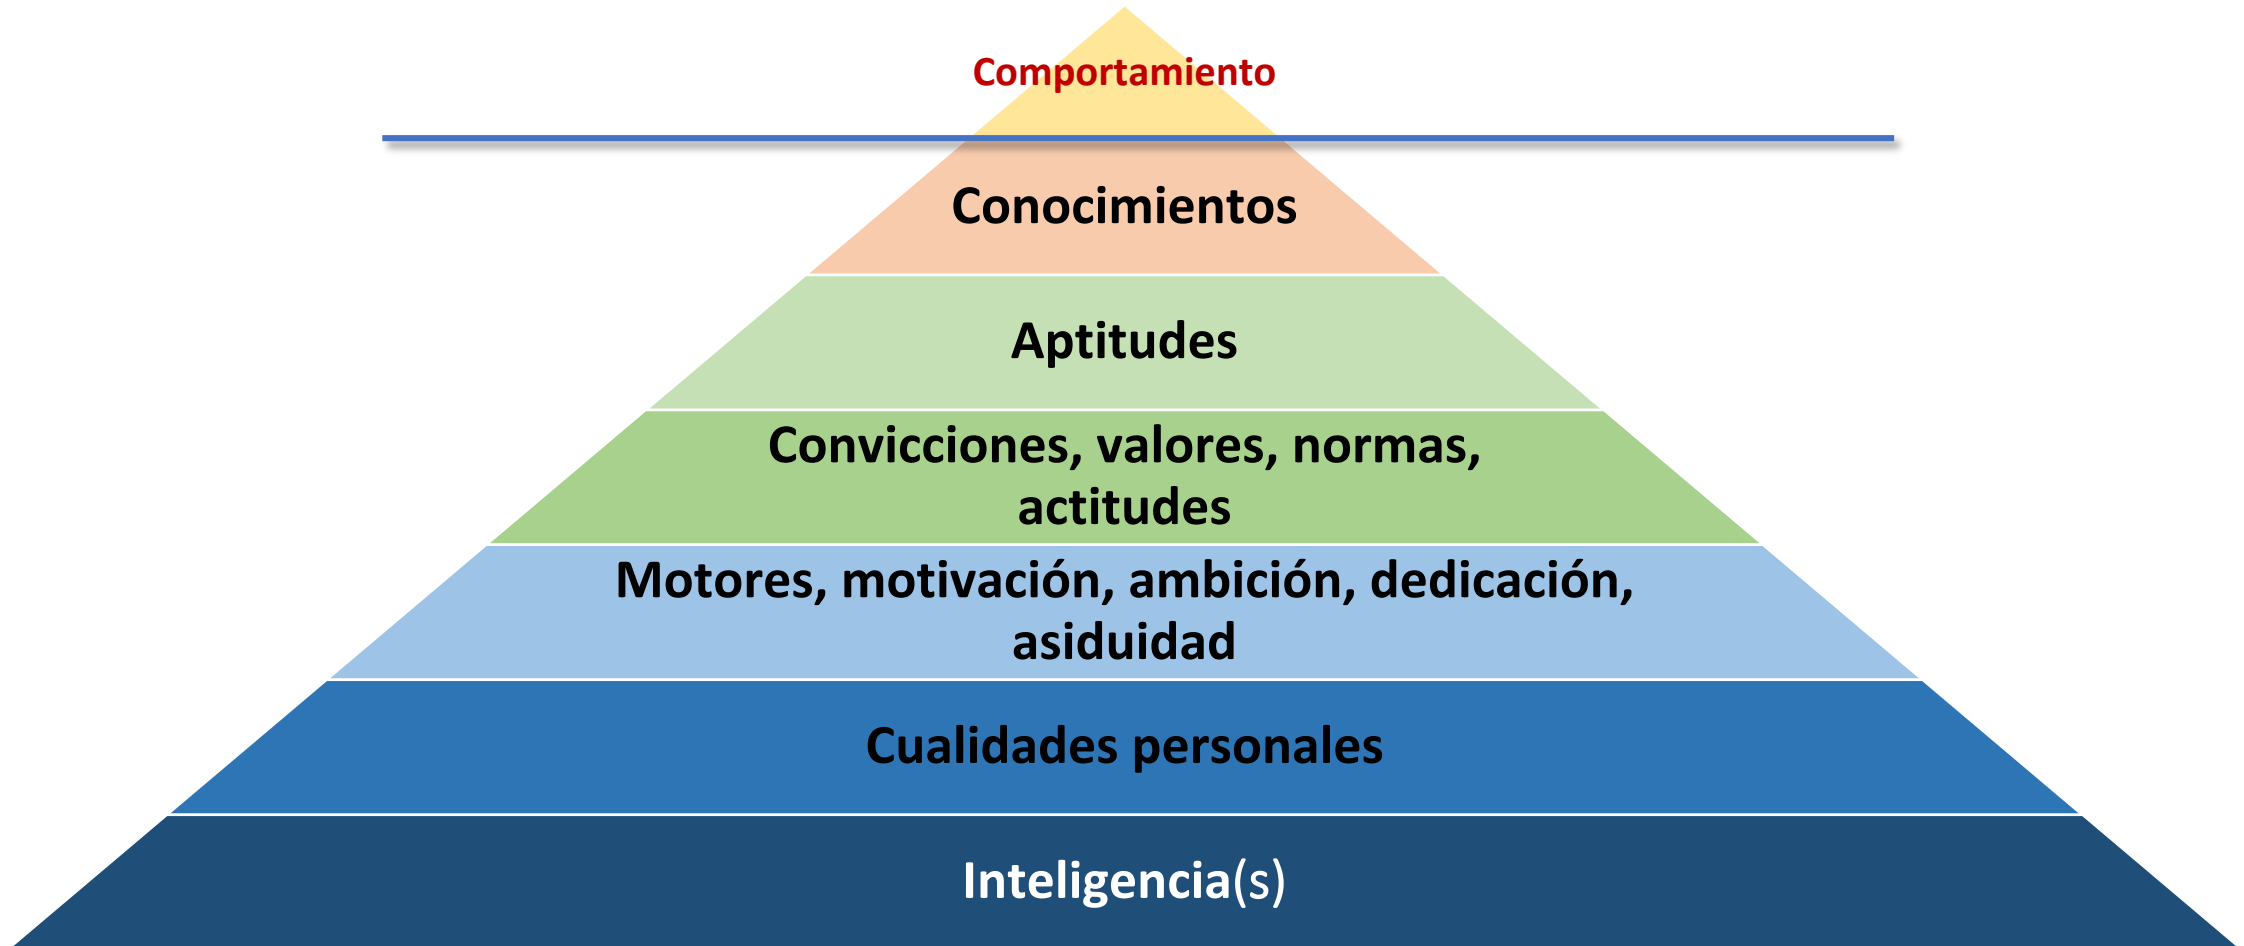 Comportamiento
Conocimientos
Aptitudes
Convicciones, valores, normas,
actitudes
Motores, motivación, ambición, dedicación,
asiduidad
Cualidades personales
Inteligencia(s)